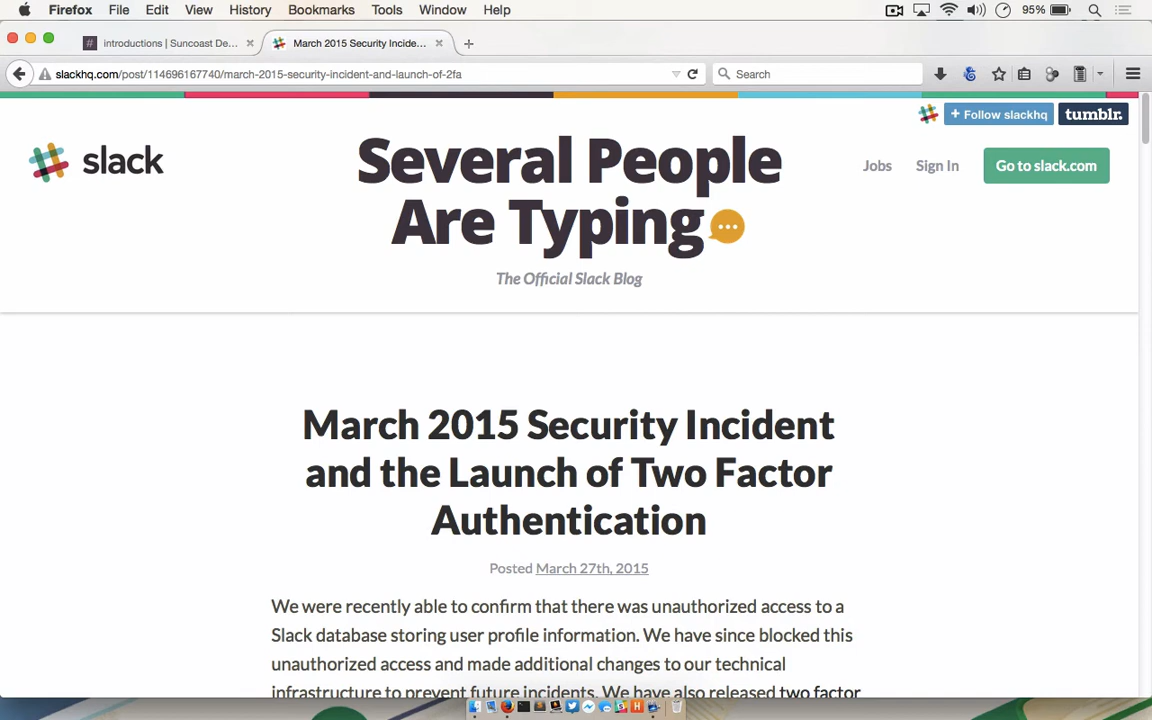 Firefox File Edit View History Bookmarks Tools Window Help 95%
introductions | Suncoast De... March 2015 Security Incide...
slackhq.com/post/114696167740/march-2015-security-incident-and-launch-of-2fa Search
+ Follow slackhq tumblr.
slack
Several People
Are Typing
Jobs Sign In Go to slack.com
The Official Slack Blog
March 2015 Security Incident
and the Launch of Two Factor
Authentication
Posted March 27th, 2015
We were recently able to confirm that there was unauthorized access to a
Slack database storing user profile information. We have since blocked this
unauthorized access and made additional changes to our technical
infrastructure to prevent future incidents. We have also released two factor